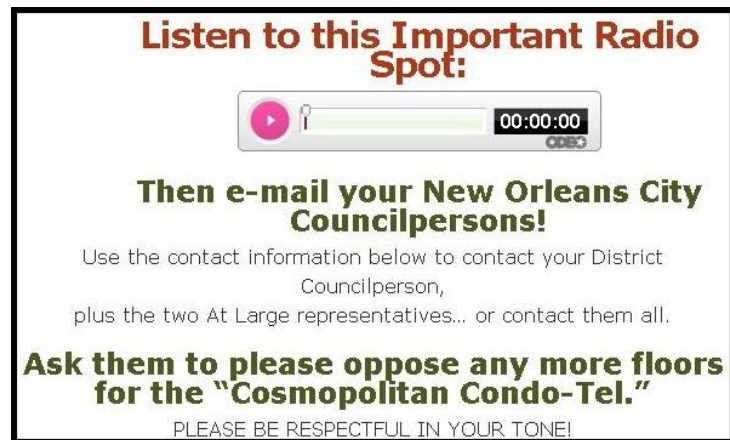 Listen to this Important Radio
Spot:
00:00:00
ODEO
Then e-mail your New Orleans City
Councilpersons!
Use the contact information below to contact your District
Councilperson,
plus the two At Large representatives... or contact them all.
Ask them to please oppose any more floors
for the “Cosmopolitan Condo-Tel.”
PLEASE BE RESPECTFUL IN YOUR TONE!